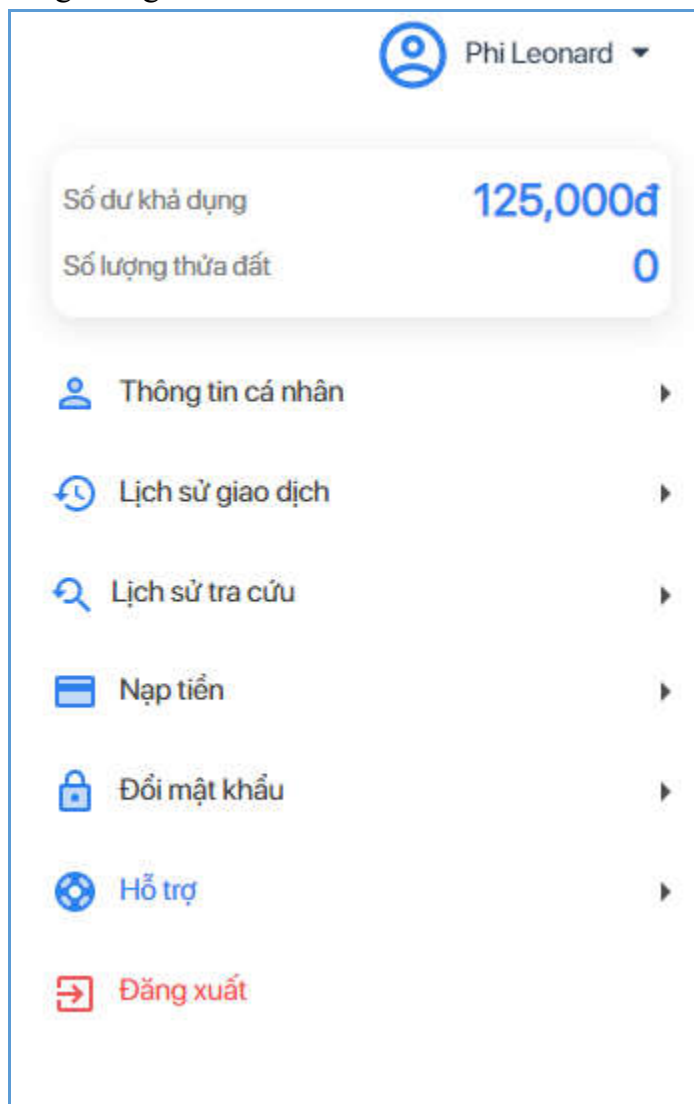 Phi Leonard
Số dư khả dụng 125,000đ
Số lượng thửa đất 0
Thông tin cá nhân
Lịch sử giao dịch
Lịch sử tra cứu
Nạp tiền
Đổi mật khẩu
Hỗ trợ
Đăng xuất